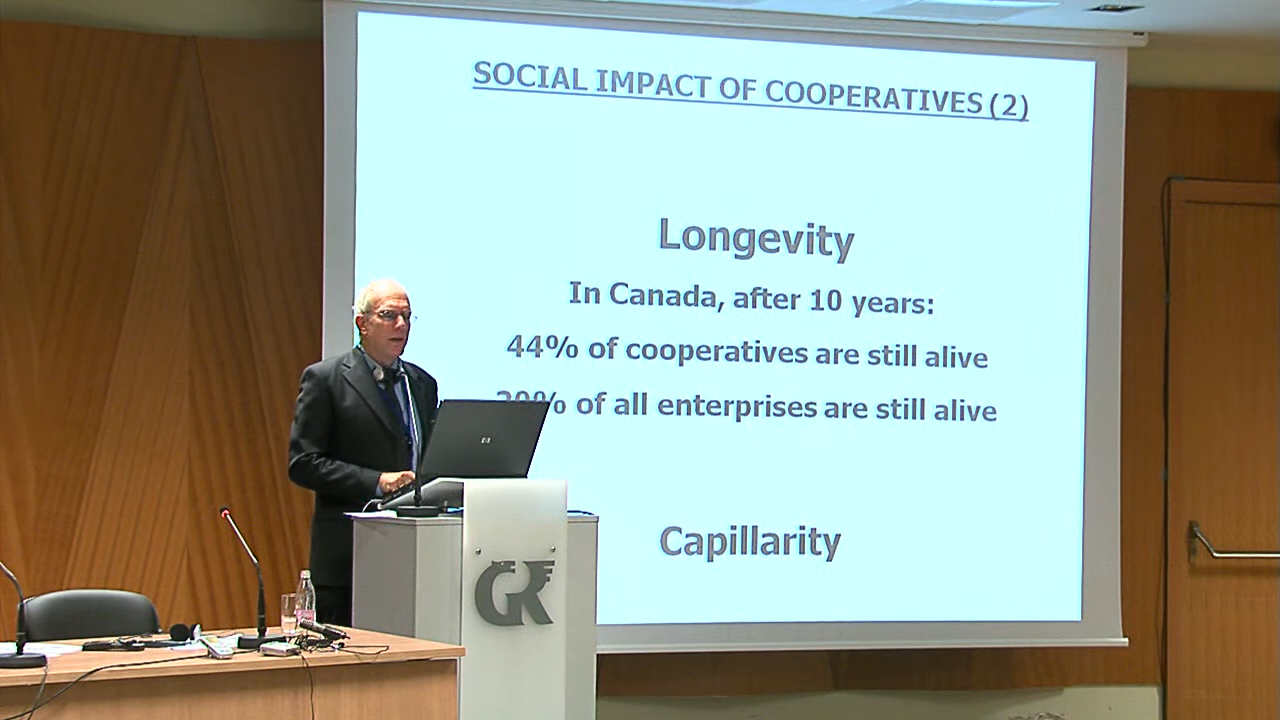 SOCIAL IMPACT OF COOPERATIVES (2)
Longevity
In Canada, after 10 years:
44% of cooperatives are still alive
% of all enterprises are still alive
Capillarity
hp